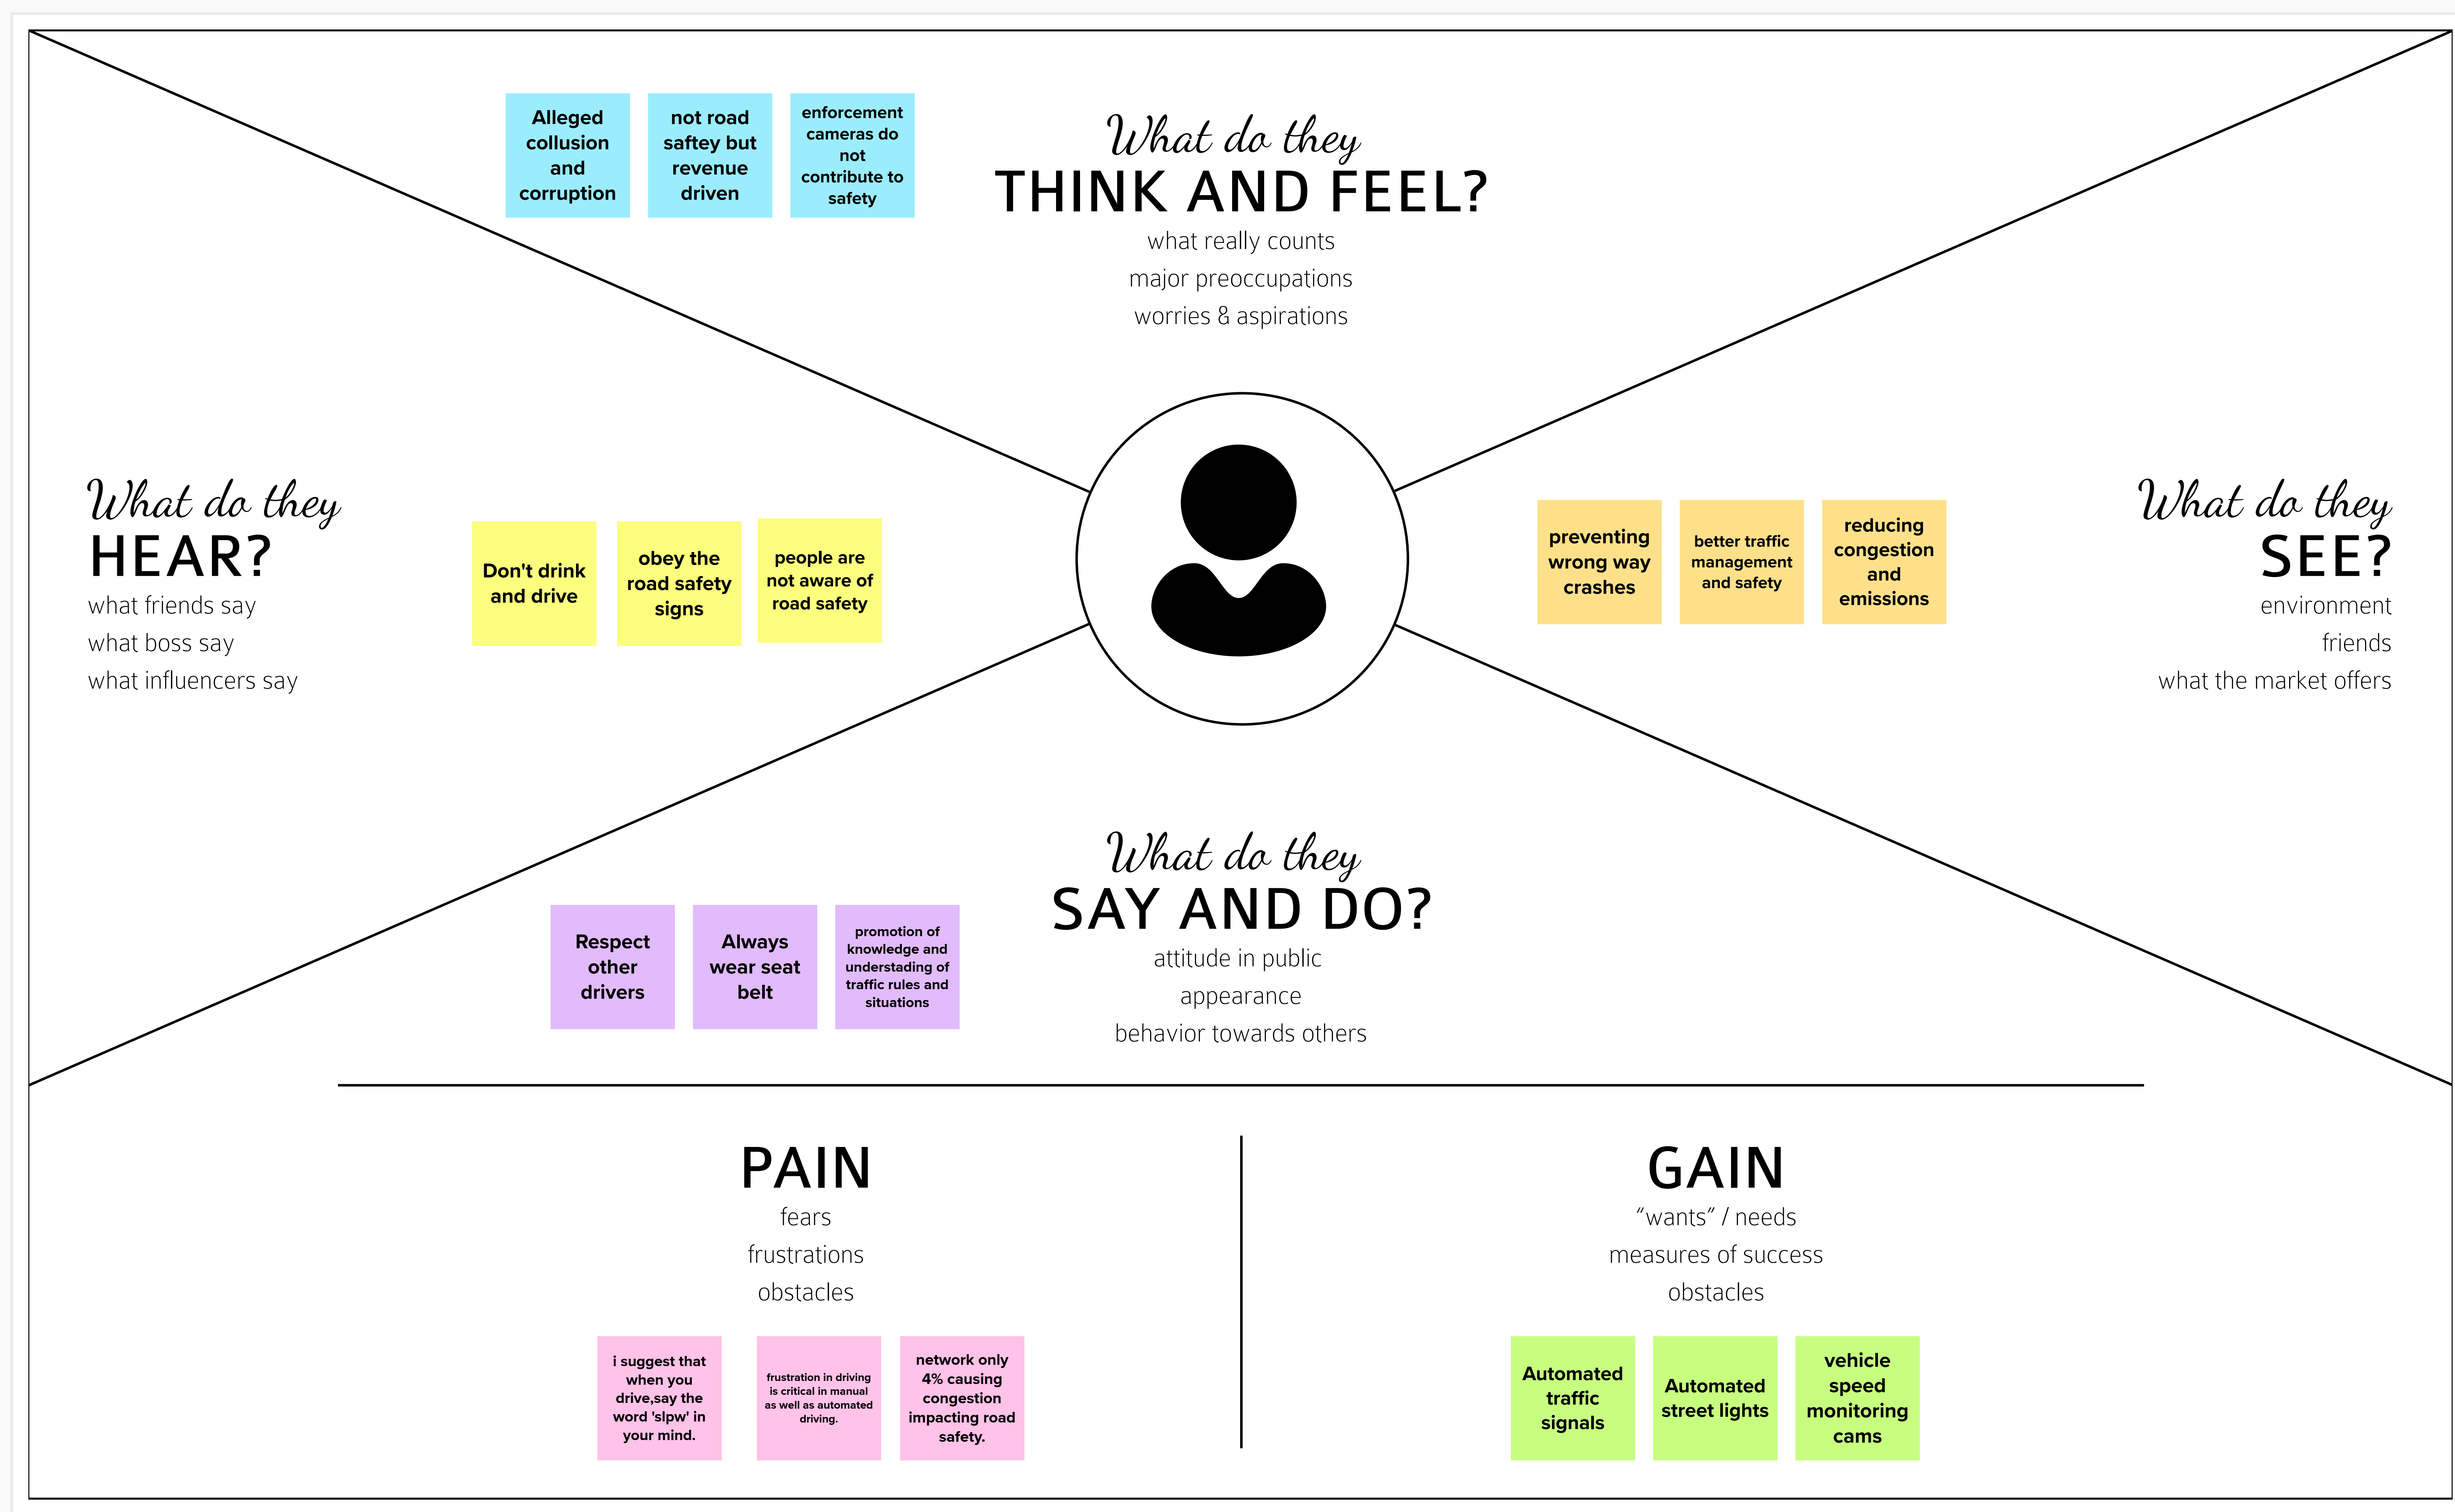 Alleged
collusion
and
corruption
not road
saftey but
revenue
driven
enforcement
cameras do
not
contribute to
safety
What do they
THINK AND FEEL?
what really counts
major preoccupations
worries & aspirations
What do they
HEAR?
what friends say
what boss say
what influencers say
Don't drink
and drive
obey the
road safety
signs
people are
not aware of
road safety
preventing
wrong way
crashes
better traffic
management
and safety
reducing
congestion
and
emissions
What do they
SEE?
environment
friends
what the market offers
What do they
SAY AND DO?
attitude in public
appearance
behavior towards others
Respect
other
drivers
Always
wear seat
belt
promotion of
knowledge and
understading of
traffic rules and
situations
PAIN
fears
frustrations
obstacles
i suggest that
when you
drive,say the
word 'slpw' in
your mind.
frustration in driving
is critical in manual
as well as automated
driving.
network only
4% causing
congestion
impacting road
safety.
GAIN
“wants” / needs
measures of success
obstacles
Automated
traffic
signals
Automated
street lights
vehicle
speed
monitoring
cams